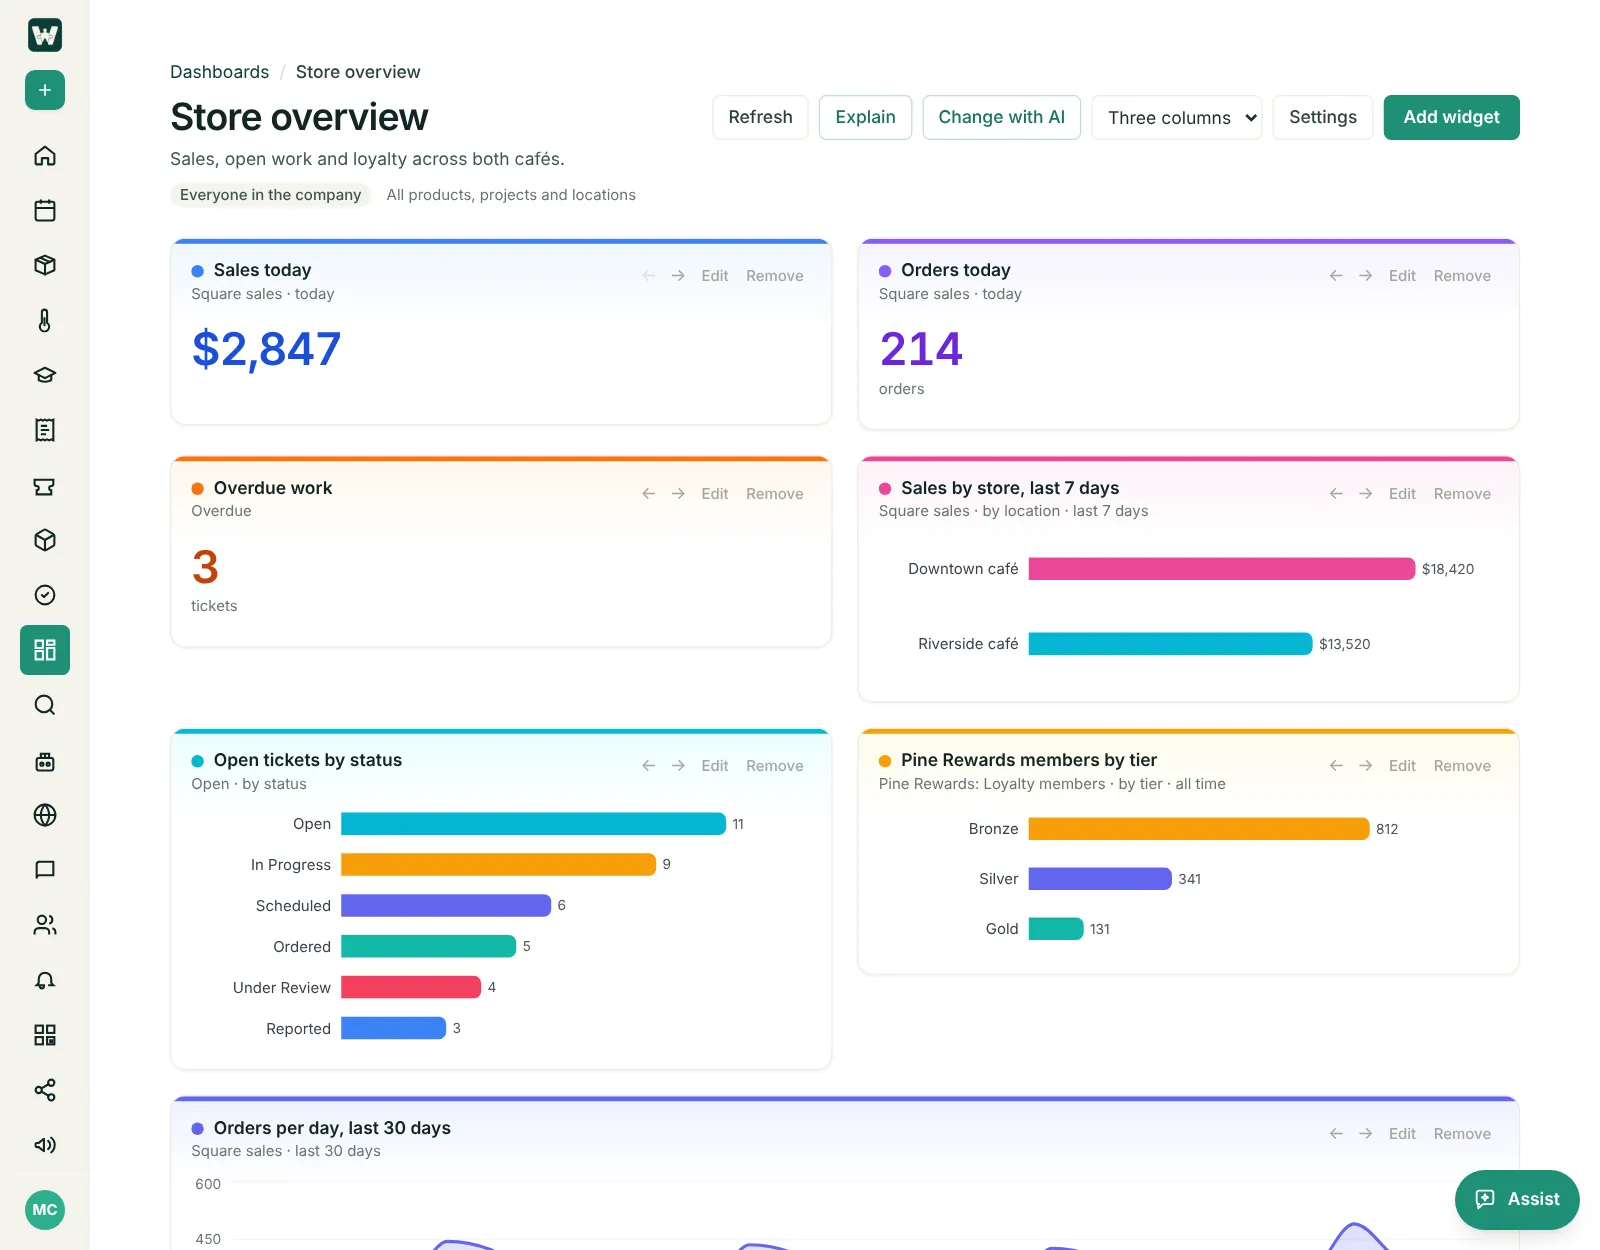 W
Dashboards / Store overview
Store overview
Refresh
Explain
Change with AI
Three columns
Settings
Add widget
Sales, open work and loyalty across both cafés.
Everyone in the company
All products, projects and locations
Sales today
← → Edit Remove
Square sales · today
$2,847
Orders today
← → Edit Remove
Square sales · today
214
orders
Overdue work
← → Edit Remove
Overdue
3
tickets
Sales by store, last 7 days
← → Edit Remove
Square sales · by location · last 7 days
Downtown café $18,420
Riverside café $13,520
Open tickets by status
← → Edit Remove
Open · by status
Open 11
In Progress 9
Scheduled 6
Ordered 5
Under Review 4
Reported 3
Pine Rewards members by tier
← → Edit Remove
Pine Rewards: Loyalty members · by tier · all time
Bronze 812
Silver 341
Gold 131
Orders per day, last 30 days
← → Edit Remove
Square sales · last 30 days
600
450
MC
Assist